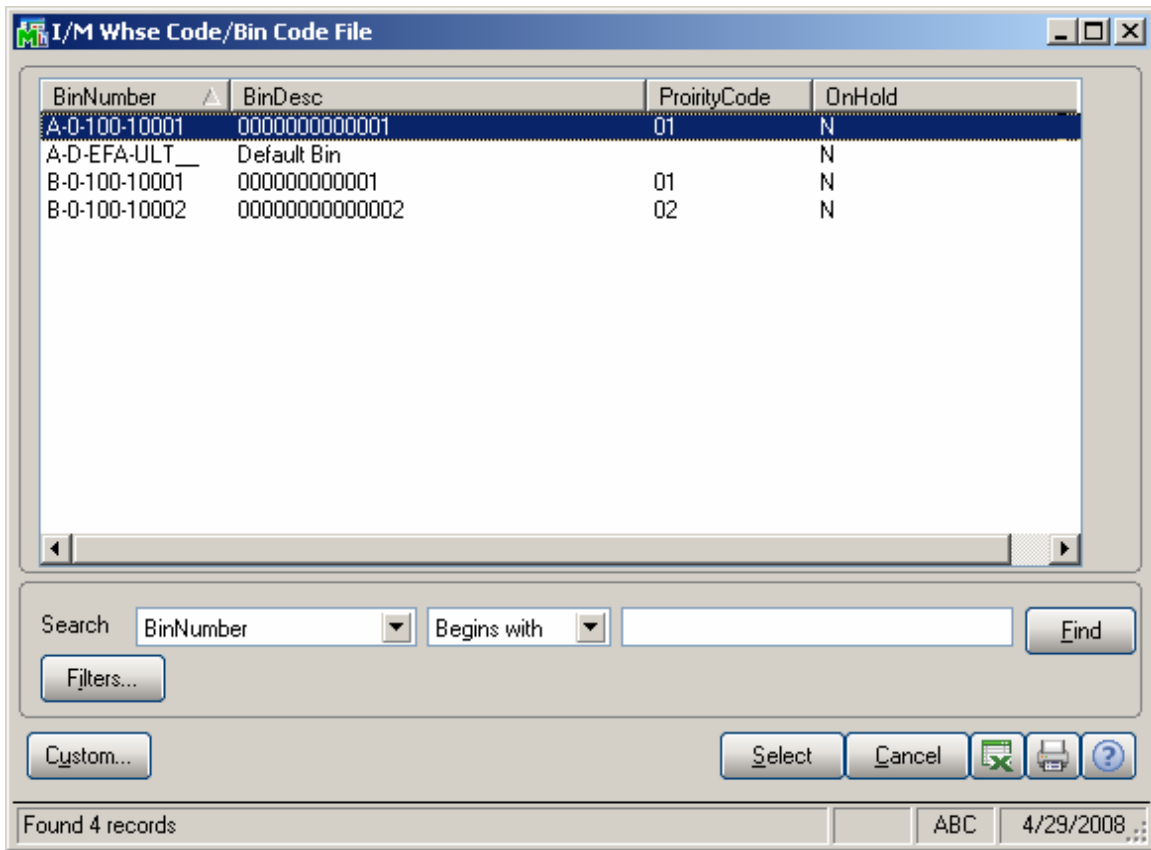 I/M Whse Code/Bin Code File
BinNumber BinDesc ProirityCode OnHold
A-0-100-10001 0000000000001 01 N
A-D-EFA-ULT__ Default Bin N
B-0-100-10001 000000000001 01 N
B-0-100-10002 00000000000002 02 N
Search BinNumber Begins with Find
Filters...
Custom... Select Cancel
Found 4 records ABC 4/29/2008